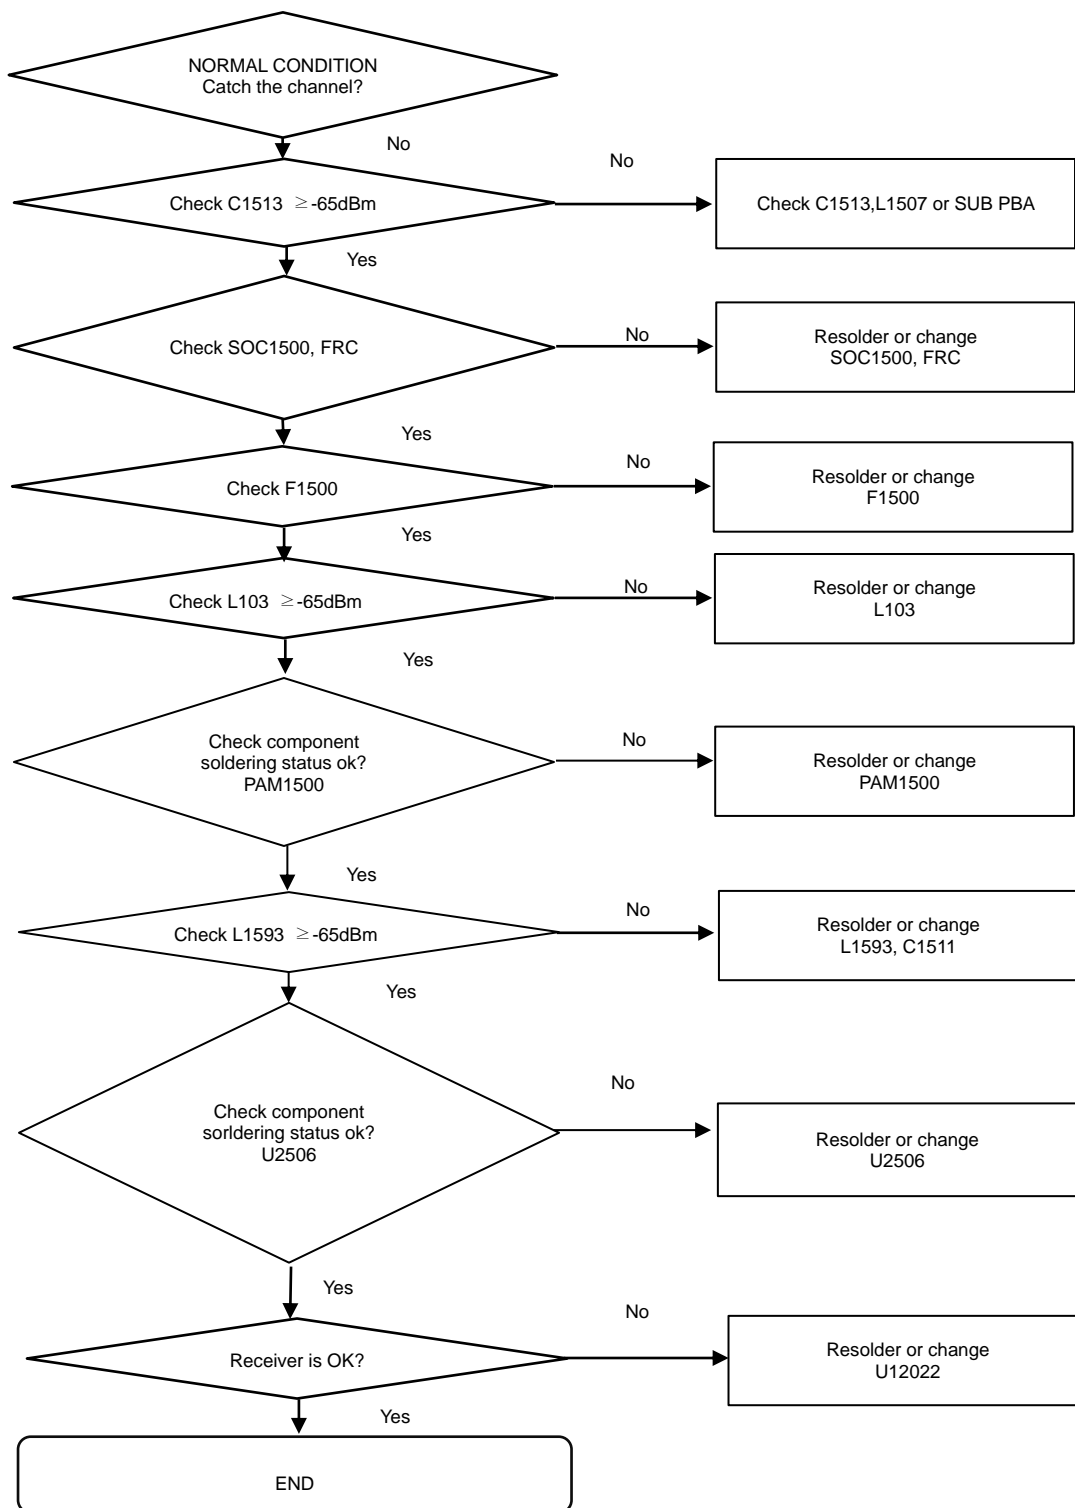 NORMAL CONDITION
Catch the channel?
No
Check C1513 ≥-65dBm
No
Check C1513,L1507 or SUB PBA
Yes
Check SOC1500, FRC
No
Resolder or change
SOC1500, FRC
Yes
Check F1500
No
Resolder or change
F1500
Yes
Check L103 ≥-65dBm
No
Resolder or change
L103
Yes
Check component
soldering status ok?
PAM1500
No
Resolder or change
PAM1500
Yes
Check L1593 ≥-65dBm
No
Resolder or change
L1593, C1511
Yes
Check component
sorldering status ok?
U2506
No
Resolder or change
U2506
Yes
Receiver is OK?
No
Resolder or change
U12022
Yes
END